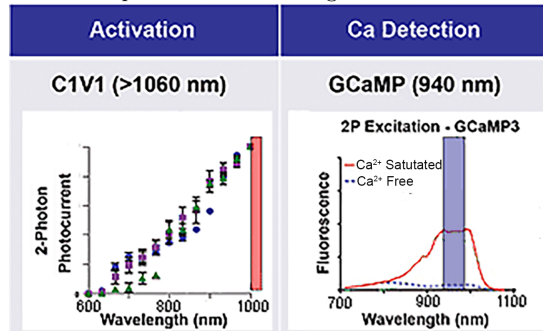 Activation
Ca Detection
C1V1 (>1060 nm)
GCaMP (940 nm)
2-Photon
Photocurrent
600
800
1000
Wavelength (nm)
2P Excitation - GCaMP3
Ca²⁺ Satutated
Ca²⁺ Free
Fluorescence
700
900
1100
Wavelength (nm)